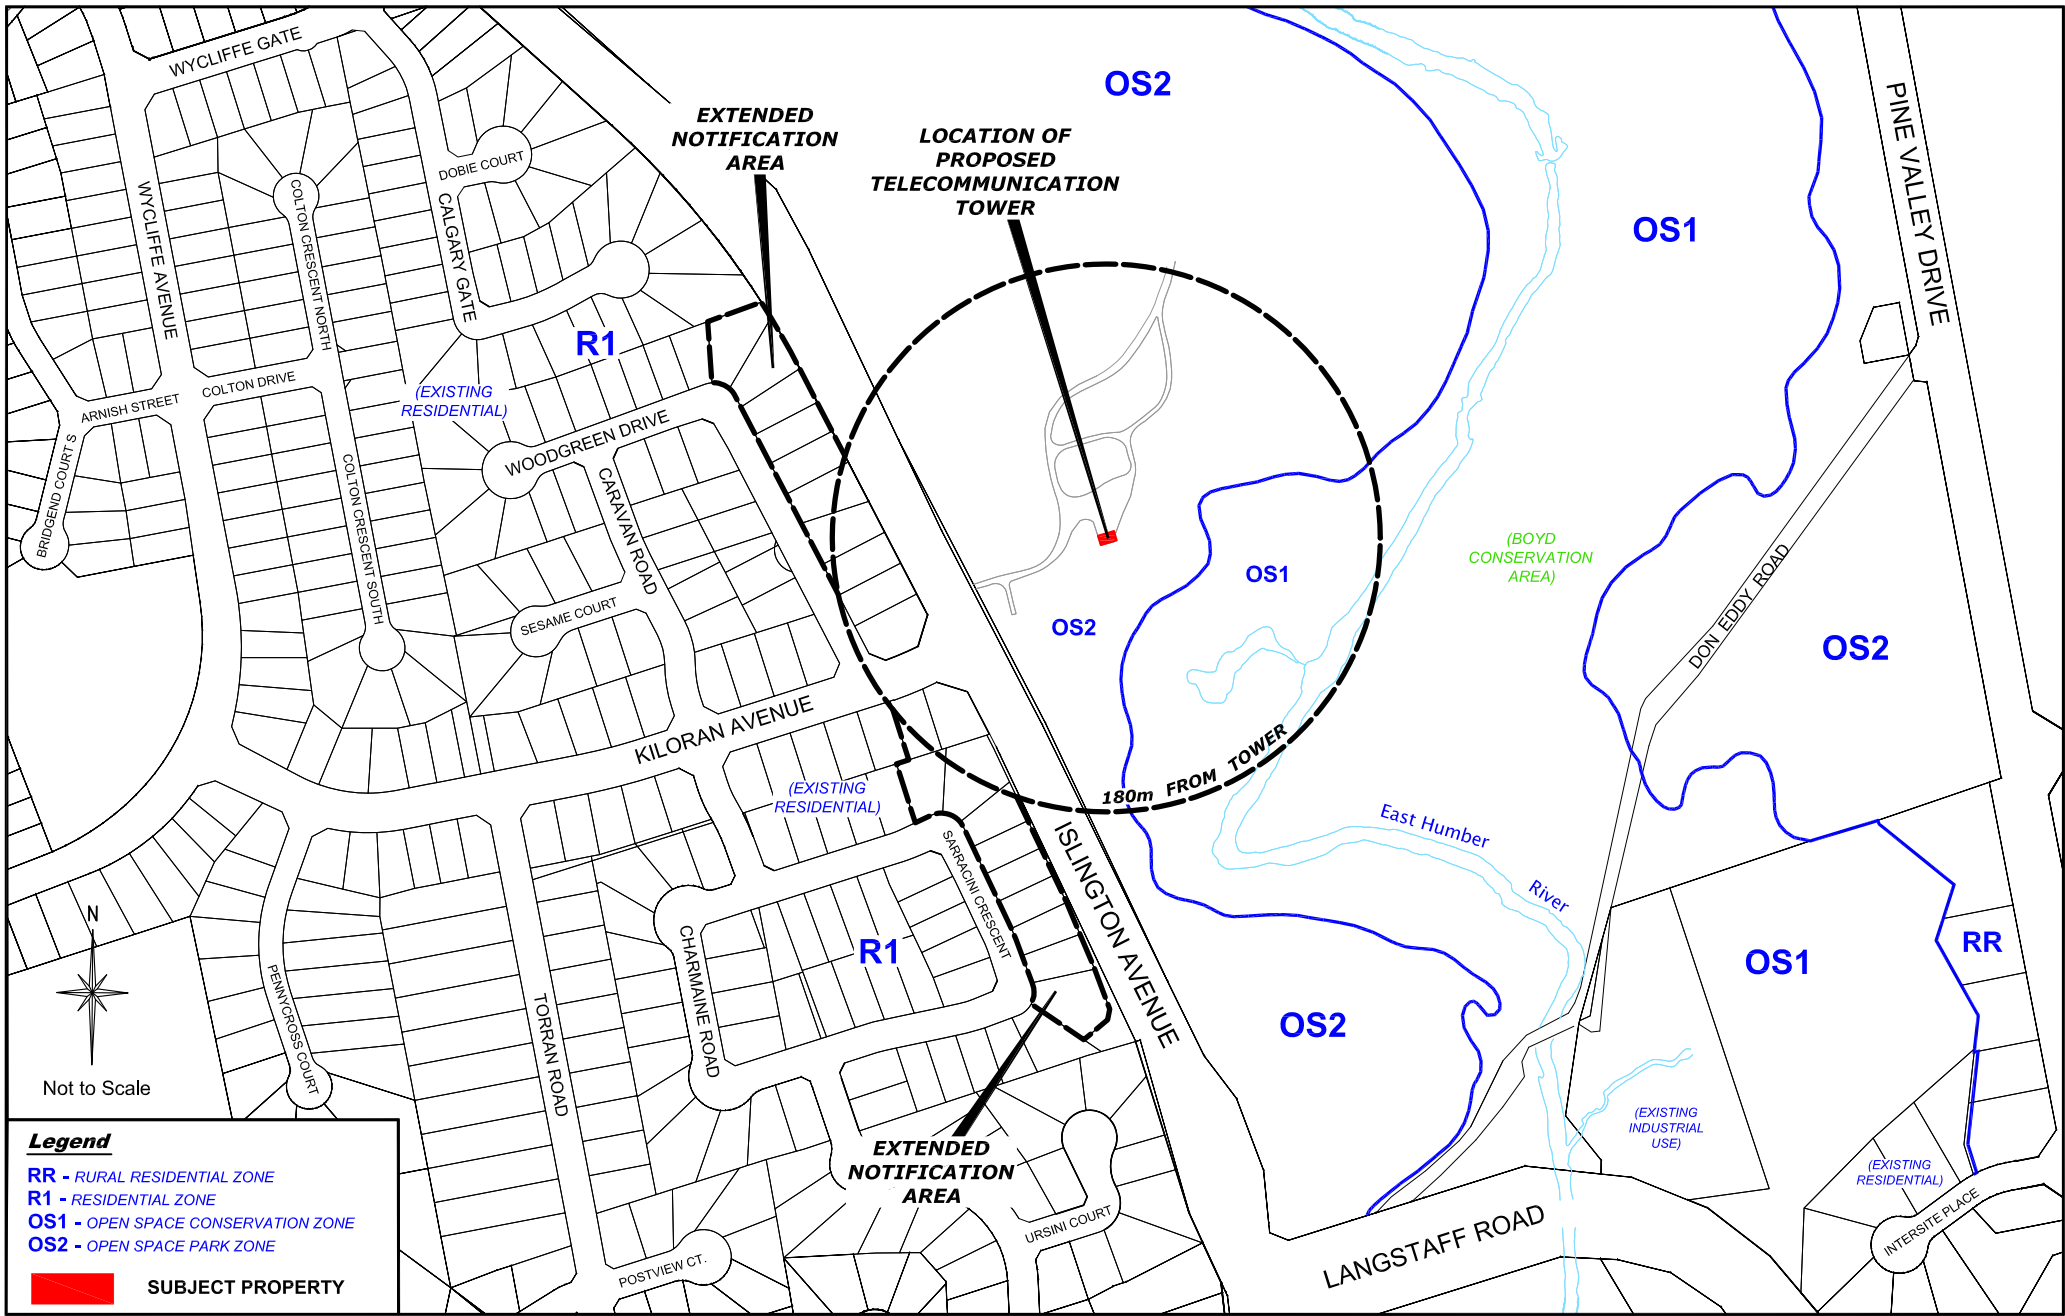 WYCLIFFE GATE
OS2
EXTENDED
NOTIFICATION
AREA
LOCATION OF
PROPOSED
TELECOMMUNICATION
TOWER
PINE VALLEY DRIVE
DOBIE COURT
WYCLIFFE AVENUE
COLTON CRESCENT NORTH
CALGARY GATE
OS1
R1
(EXISTING
RESIDENTIAL)
ARNISH STREET
COLTON DRIVE
WOODGREEN DRIVE
BRIDGEND COURT S
COLTON CRESCENT SOUTH
CARAVAN ROAD
SESAME COURT
OS1
OS2
(BOYD
CONSERVATION
AREA)
DON EDDY ROAD
OS2
KILORAN AVENUE
(EXISTING
RESIDENTIAL)
180m FROM TOWER
East Humber
River
SARRACINI CRESCENT
ISLINGTON AVENUE
N
Not to Scale
PENNYCROSS COURT
TORRAN ROAD
CHARMAINE ROAD
R1
OS2
OS1
RR
(EXISTING
INDUSTRIAL
USE)
(EXISTING
RESIDENTIAL)
INTERSITE PLACE
EXTENDED
NOTIFICATION
AREA
URSINI COURT
POSTVIEW CT.
LANGSTAFF ROAD
Legend
RR - RURAL RESIDENTIAL ZONE
R1 - RESIDENTIAL ZONE
OS1 - OPEN SPACE CONSERVATION ZONE
OS2 - OPEN SPACE PARK ZONE
SUBJECT PROPERTY